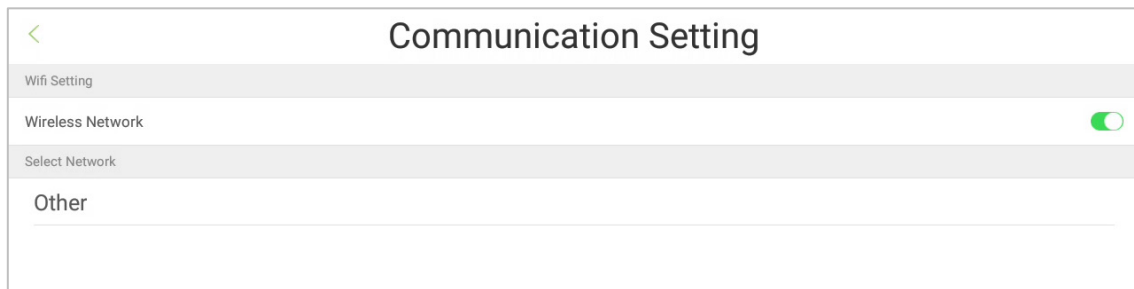 Communication Setting
Wifi Setting
Wireless Network
Select Network
Other